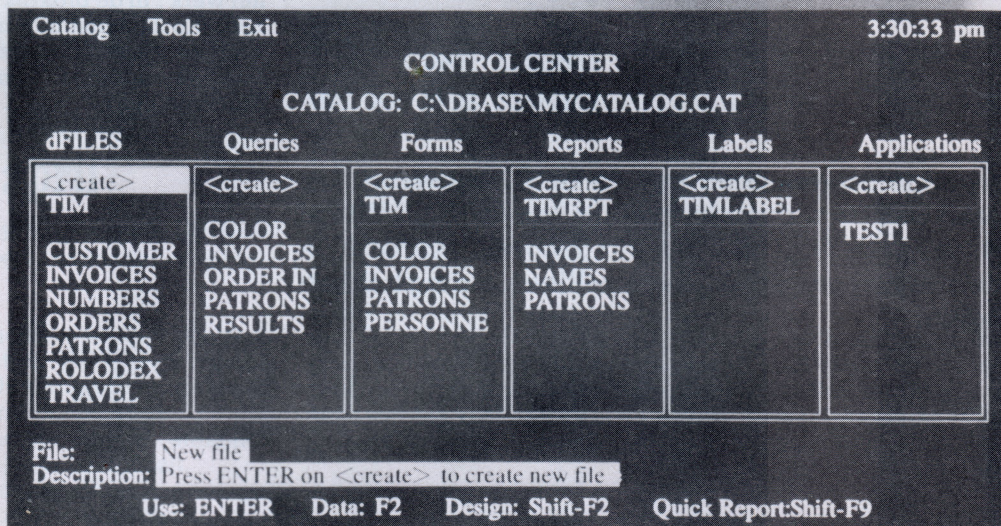 Catalog Tools Exit 3:30:33 pm
CONTROL CENTER
CATALOG: C:\DBASE\MYCATALOG.CAT
dFILES Queries Forms Reports Labels Applications
<create> <create> <create> <create> <create> <create>
TIM TIM TIMRPT TIMLABEL
COLOR TEST1
CUSTOMER INVOICES COLOR INVOICES
INVOICES ORDER IN INVOICES NAMES
NUMBERS PATRONS PATRONS PATRONS
ORDERS RESULTS PERSONNE
PATRONS
ROLODEX
TRAVEL
File: New file
Description: Press ENTER on <create> to create new file
Use: ENTER Data: F2 Design: Shift-F2 Quick Report:Shift-F9